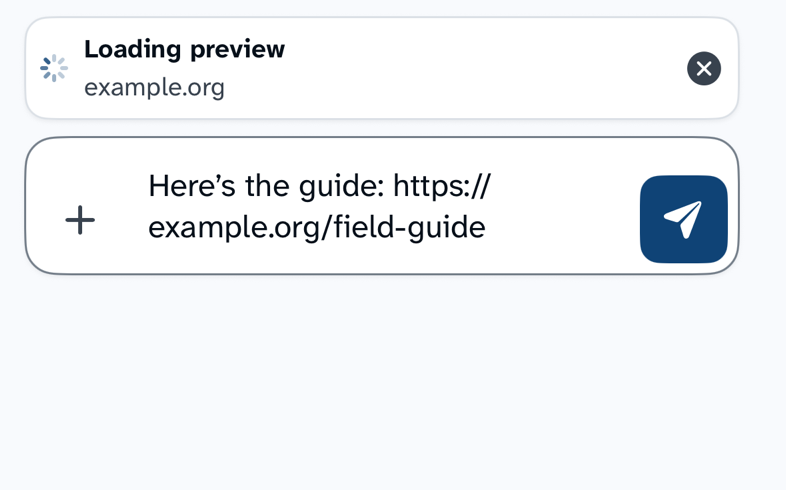 Loading preview
example.org
Here’s the guide: https://
example.org/field-guide